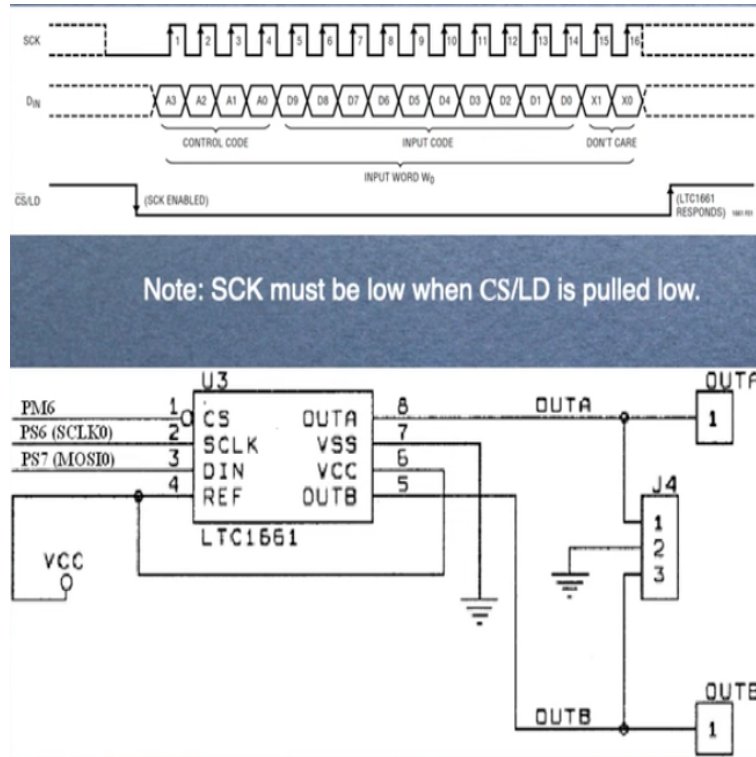 SCK 1 2 3 4 5 6 7 8 9 10 11 12 13 14 15 16
DIN A3 A2 A1 A0 D9 D8 D7 D6 D5 D4 D3 D2 D1 D0 X1 X0
CONTROL CODE INPUT CODE DON'T CARE
INPUT WORD W0
CS/LD (SCK ENABLED) (LTC1661
RESPONDS) 1661 F01
Note: SCK must be low when CS/LD is pulled low.
U3 OUTA
PM6 1 CS OUTA 8 OUTA 1
PS6 (SCLK0) 2 SCLK VSS 7
PS7 (MOSI0) 3 DIN VCC 6
4 REF OUTB 5 J4
LTC1661 1
VCC 2
3
OUTB
OUTB 1